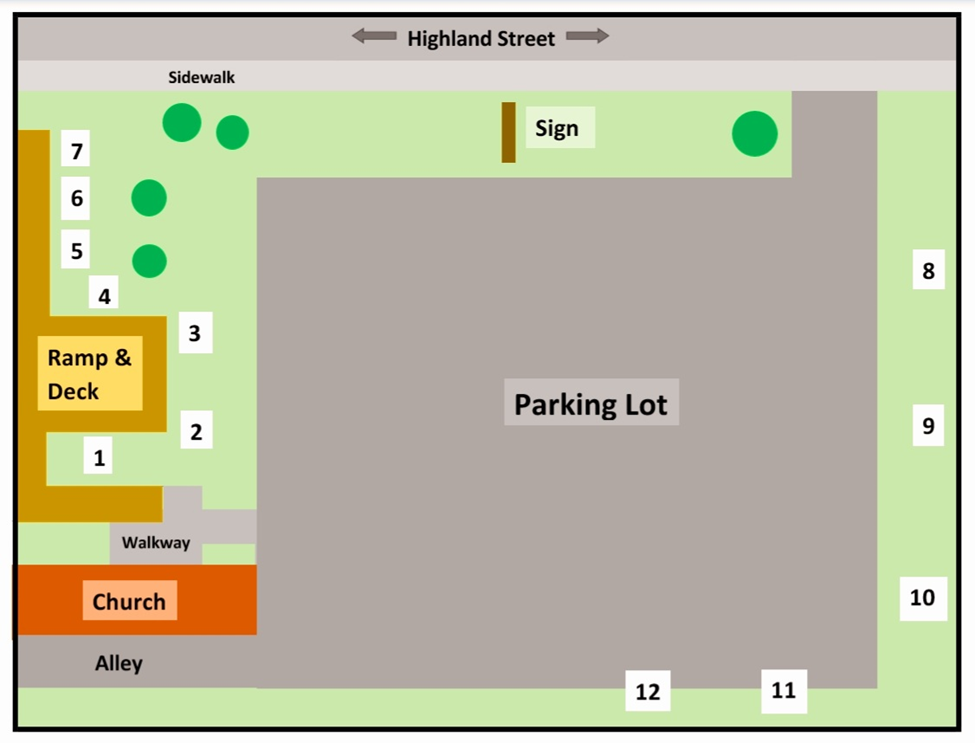 Highland Street
Sidewalk
Sign
7
6
5
4
3
8
Ramp &
Deck
Parking Lot
2
9
1
Walkway
Church
10
Alley
12
11